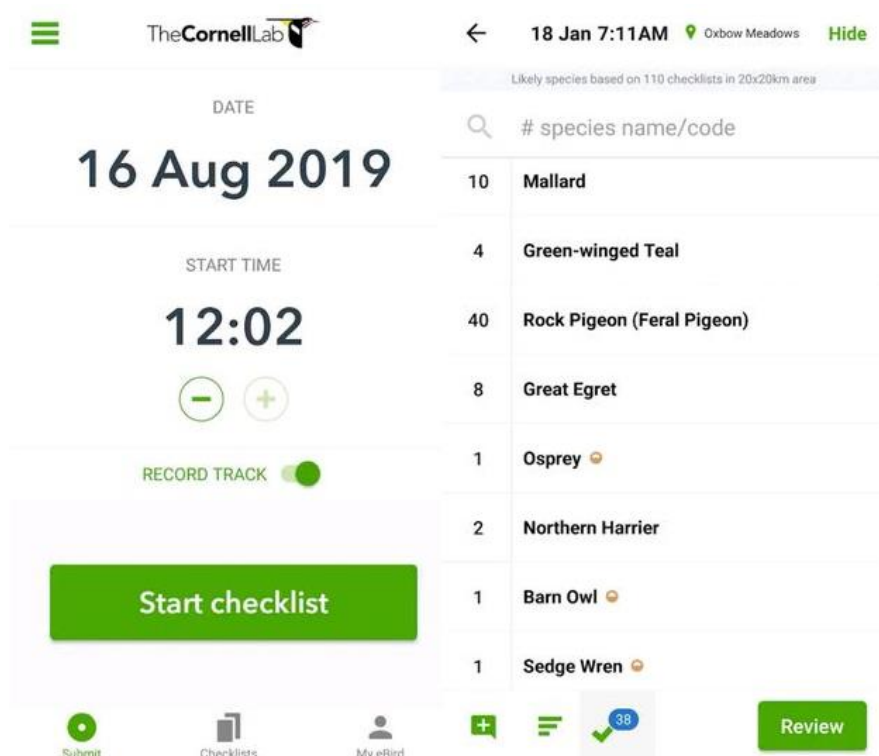 TheCornellLab
DATE
16 Aug 2019
START TIME
12:02
RECORD TRACK
Start checklist
Submit
Checklists
My eBird
18 Jan 7:11AM Oxbow Meadows Hide
Likely species based on 110 checklists in 20x20km area
# species name/code
10 Mallard
4 Green-winged Teal
40 Rock Pigeon (Feral Pigeon)
8 Great Egret
1 Osprey
2 Northern Harrier
1 Barn Owl
1 Sedge Wren
38
Review